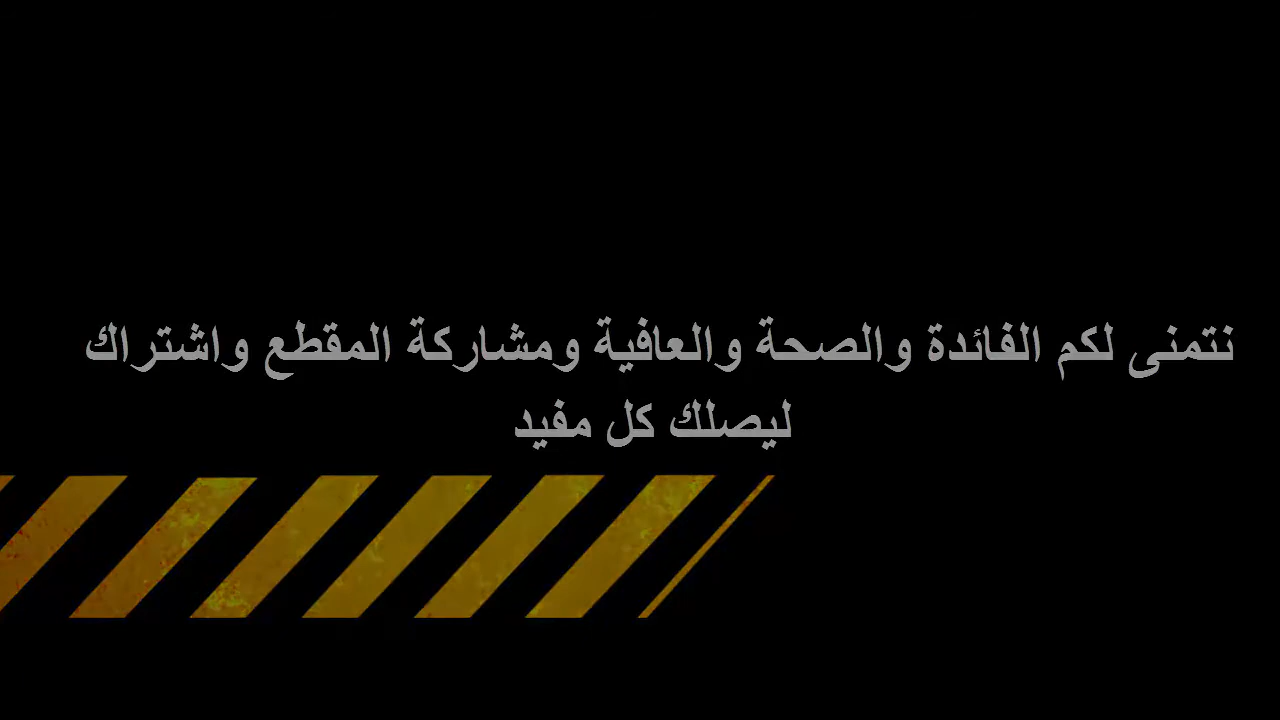 نتمنى لكم الفائدة والصحة والعافية ومشاركة المقطع واشتراك
ليصلك كل مفيد